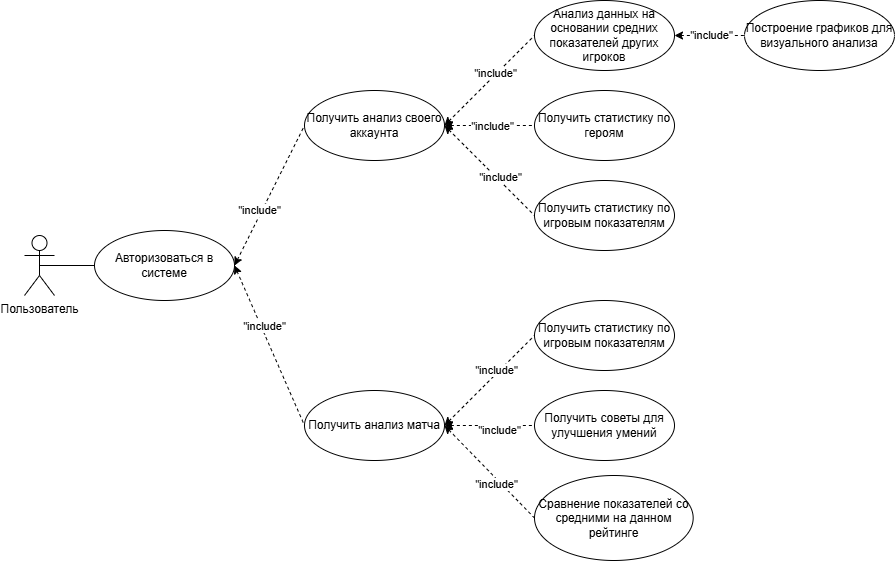 Анализ данных на
основании средних
показателей других
игроков
"include"
Построение графиков для
визуального анализа
"include"
Получить анализ своего
аккаунта
"include"
Получить статистику по
героям
"include"
Получить статистику по
игровым показателям
"include"
Авторизоваться в
системе
Пользователь
"include"
Получить статистику по
игровым показателям
"include"
Получить анализ матча
"include"
Получить советы для
улучшения умений
"include"
Сравнение показателей со
средними на данном
рейтинге